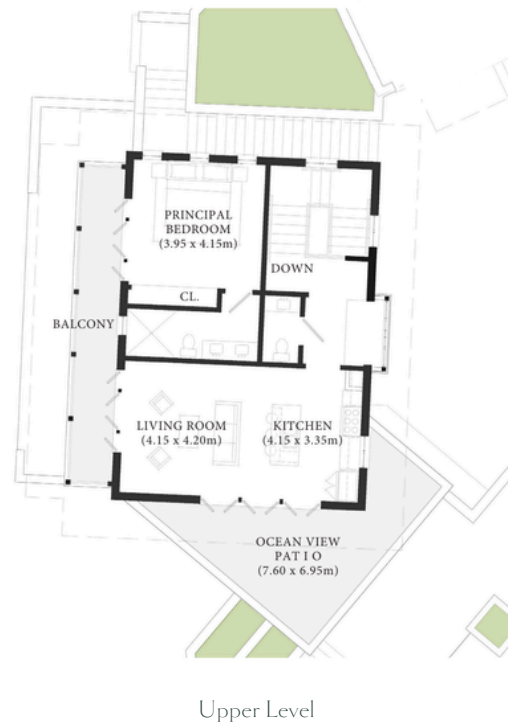 PRINCIPAL
BEDROOM
(3.95 x 4.15m)
DOWN
CL.
BALCONY
LIVING ROOM
(4.15 x 4.20m)
KITCHEN
(4.15 x 3.35m)
OCEAN VIEW
PAT I O
(7.60 x 6.95m)
Upper Level